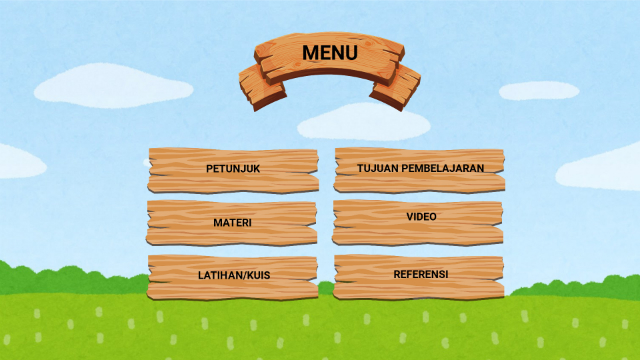 MENU
PETUNJUK
TUJUAN PEMBELAJARAN
MATERI
VIDEO
LATIHAN/KUIS
REFERENSI